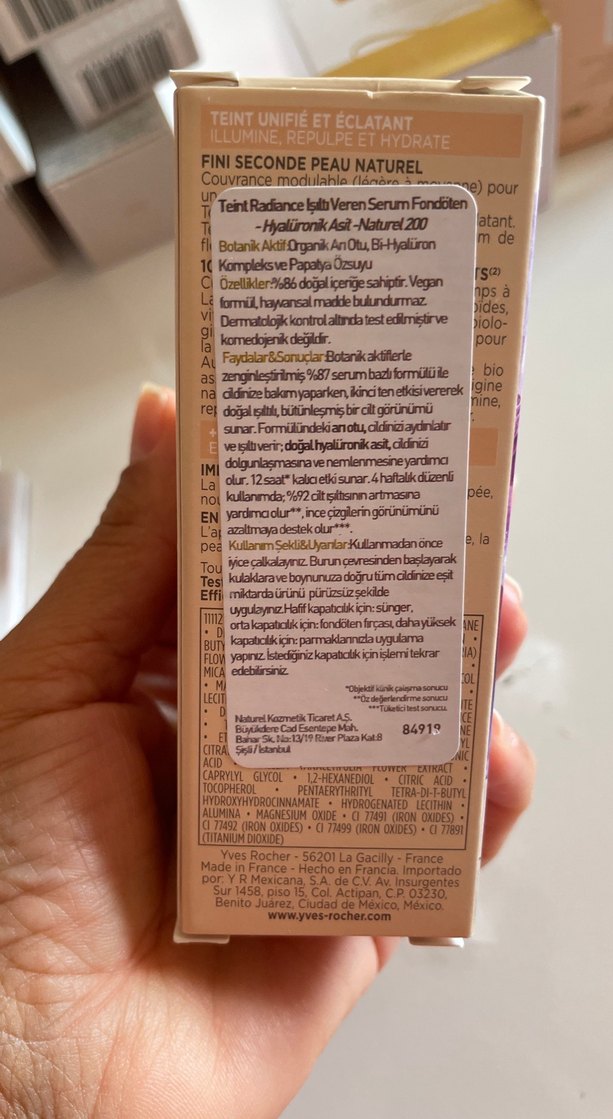 TEINT UNIFIÉ ET ÉCLATANT
ILLUMINE, REPULPE ET HYDRATE
FINI SECONDE PEAU NATUREL
Couvrance modulable (légère à moyenne) pour
Teint Radiance Işıltı Veren Serum Fondöten
- Hyalüronik Asit -Naturel 200
Botanik Aktif:Organik Arı Otu, Bi-Hyalüron
Kompleks ve Papatya Özsuyu
Özellikler:%86 doğal içeriğe sahiptir. Vegan
formül, hayvansal madde bulundurmaz.
Dermatolojik kontrol altında test edilmiştir ve
komedojenik değildir.
Faydalar&Sonuçlar:Botanik aktiflerle
zenginleştirilmiş %87 serum bazlı formülü ile
cildinize bakım yaparken, ikinci ten etkisi vererek
doğal ışıltılı, bütünleşmiş bir cilt görünümü
sunar. Formülündeki arı otu, cildinizi aydınlatır
ve ışıltı verir; doğal hyalüronik asit, cildinizi
dolgunlaşmasına ve nemlenmesine yardımcı
olur. 12 saat* kalıcı etki sunar. 4 haftalık düzenli
kullanımda; %92 cilt ışıltısının artmasına
yardımcı olur**, ince çizgilerin görünümünü
azaltmaya destek olur***.
Kullanım Şekli&Uyarılar:Kullanmadan önce
iyice çalkalayınız. Burun çevresinden başlayarak
kulaklara ve boynunuza doğru tüm cildinize eşit
miktarda ürünü pürüzsüz şekilde
uygulayınız.Hafif kapatıcılık için: sünger,
orta kapatıcılık için: fondöten fırçası, daha yüksek
kapatıcılık için: parmaklarınızla uygulama
yapınız. İstediğiniz kapatıcılık için işlemi tekrar
edebilirsiniz.
*Objektif klinik çalışma sonucu
**Öz değerlendirme sonucu
***Tüketici test sonucu.
Naturel Kozmetik Ticaret A.Ş.
Büyükdere Cad Esentepe Mah.
Bahar Sk. No:13/19 River Plaza Kat:8
Şişli / İstanbul
84919
ACID FLOWER EXTRACT •
CAPRYLYL GLYCOL • 1,2-HEXANEDIOL • CITRIC ACID •
TOCOPHEROL • PENTAERYTHRITYL TETRA-DI-T-BUTYL
HYDROXYHYDROCINNAMATE • HYDROGENATED LECITHIN •
ALUMINA • MAGNESIUM OXIDE • CI 77491 (IRON OXIDES) •
CI 77492 (IRON OXIDES) • CI 77499 (IRON OXIDES) • CI 77891
(TITANIUM DIOXIDE)
Yves Rocher - 56201 La Gacilly - France
Made in France - Hecho en Francia. Importado
por: Y R Mexicana, S.A. de C.V. Av. Insurgentes
Sur 1458, piso 15, Col. Actipan, C.P. 03230,
Benito Juárez, Ciudad de México, México.
www.yves-rocher.com